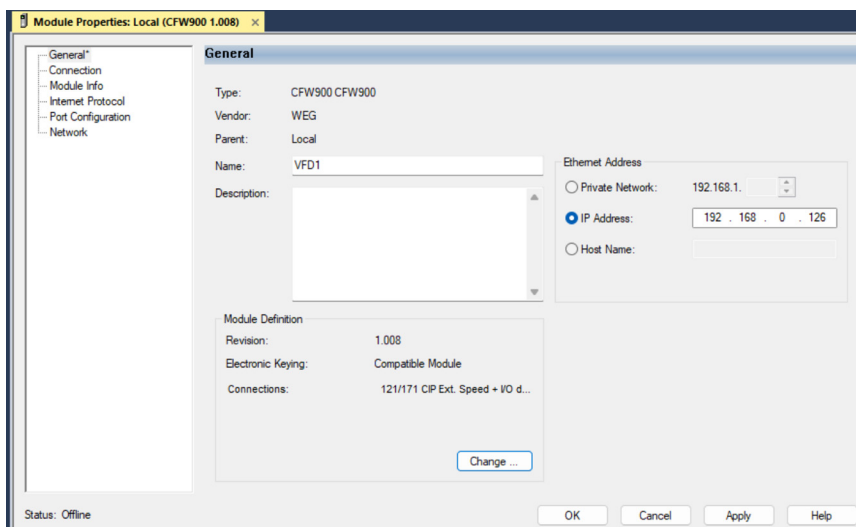 Module Properties: Local (CFW900 1.008) ×
General*
Connection
Module Info
Internet Protocol
Port Configuration
Network
General
Type: CFW900 CFW900
Vendor: WEG
Parent: Local
Name: VFD1
Description:
Ethernet Address
Private Network: 192.168.1.
IP Address: 192 . 168 . 0 . 126
Host Name:
Module Definition
Revision: 1.008
Electronic Keying: Compatible Module
Connections: 121/171 CIP Ext. Speed + I/O d...
Change ...
Status: Offline
OK Cancel Apply Help